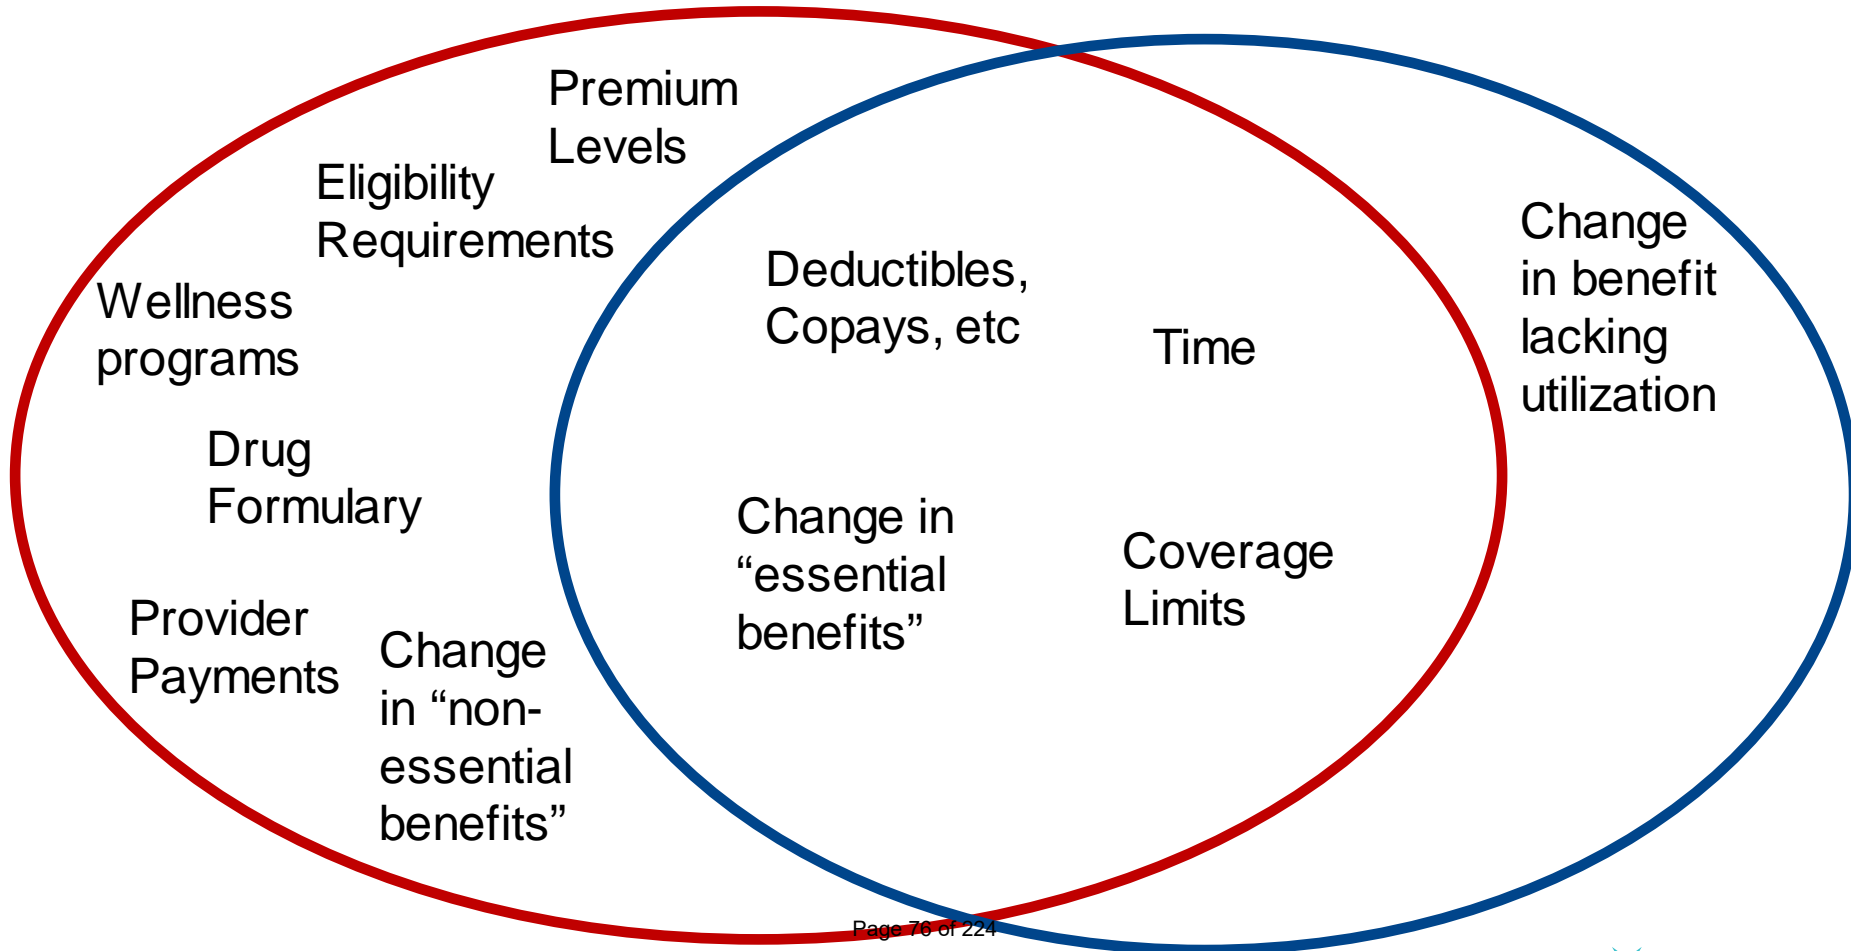 Premium
Levels
Eligibility
Requirements
Wellness
programs
Drug
Formulary
Provider
Payments
Change
in “non-
essential
benefits”
Deductibles,
Copays, etc
Time
Change in
“essential
benefits”
Coverage
Limits
Change
in benefit
lacking
utilization
Page 76 of 224